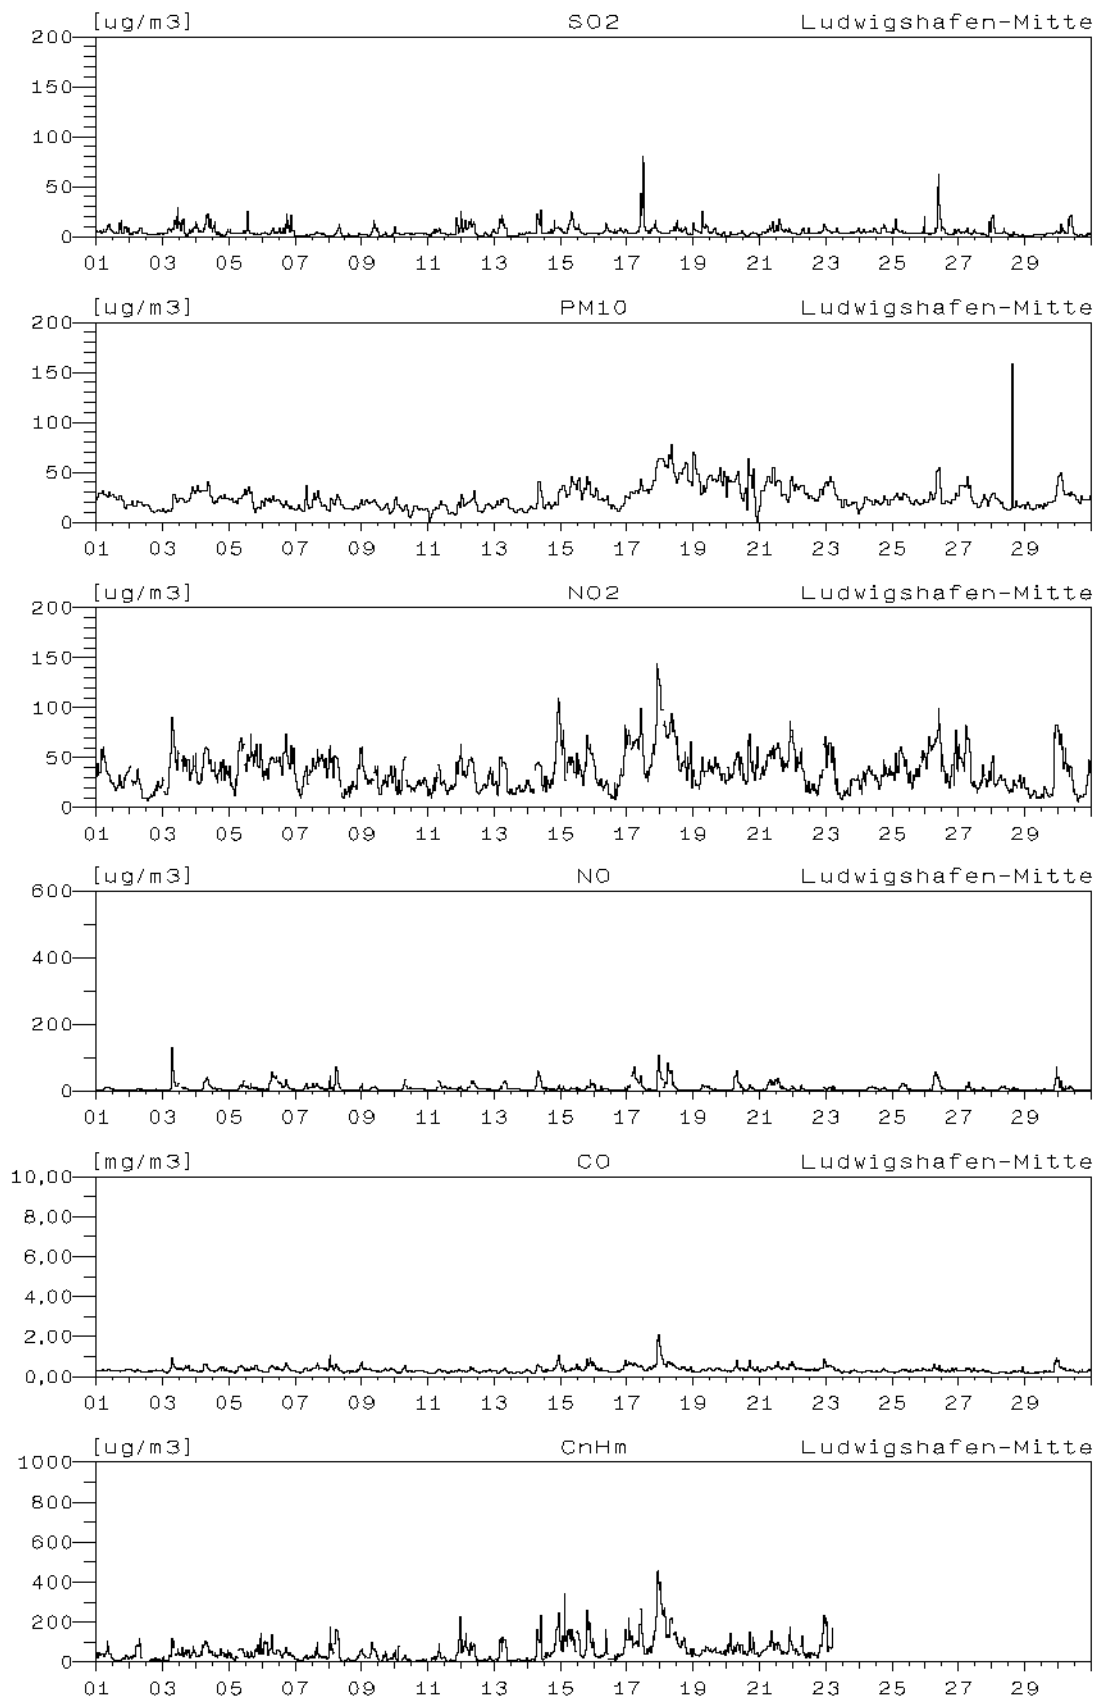 [ug/m3] SO2 Ludwigshafen-Mitte
200
150
100
50
0
01 03 05 07 09 11 13 15 17 19 21 23 25 27 29
[ug/m3] PM10 Ludwigshafen-Mitte
200
150
100
50
0
01 03 05 07 09 11 13 15 17 19 21 23 25 27 29
[ug/m3] NO2 Ludwigshafen-Mitte
200
150
100
50
0
01 03 05 07 09 11 13 15 17 19 21 23 25 27 29
[ug/m3] NO Ludwigshafen-Mitte
600
400
200
0
01 03 05 07 09 11 13 15 17 19 21 23 25 27 29
[mg/m3] CO Ludwigshafen-Mitte
10,00
8,00
6,00
4,00
2,00
0,00
01 03 05 07 09 11 13 15 17 19 21 23 25 27 29
[ug/m3] CnHm Ludwigshafen-Mitte
1000
800
600
400
200
0
01 03 05 07 09 11 13 15 17 19 21 23 25 27 29